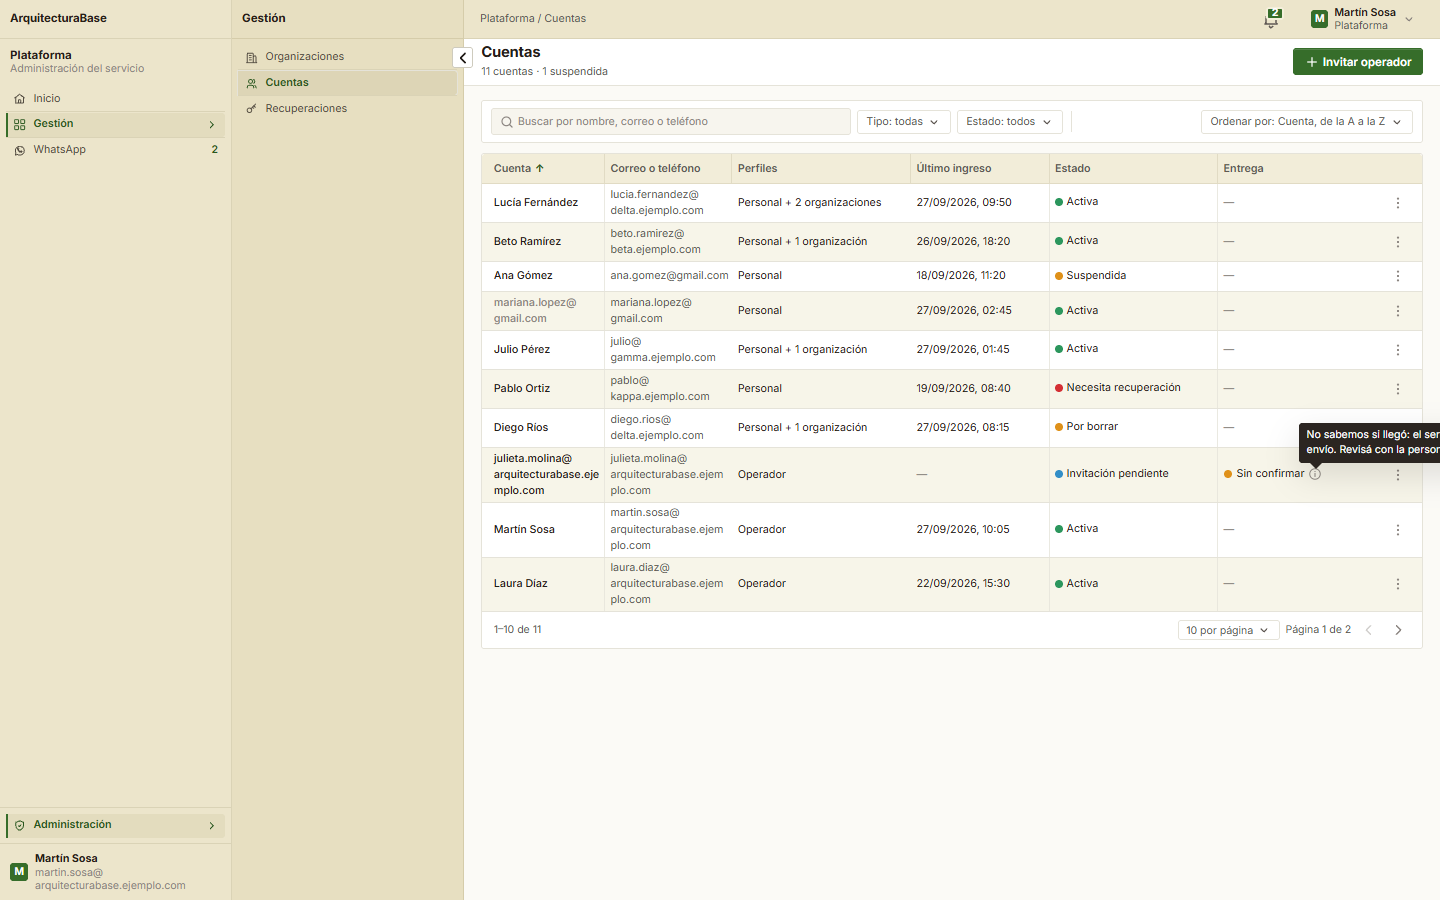 ArquitecturaBase
Plataforma
Administración del servicio
Inicio
Gestión
WhatsApp 2
Administración
M Martín Sosa
martin.sosa@
arquitecturabase.ejemplo.com
Gestión
Organizaciones
Cuentas
Recuperaciones
Plataforma / Cuentas
2
M Martín Sosa
Plataforma
Cuentas
11 cuentas · 1 suspendida
Invitar operador
Buscar por nombre, correo o teléfono
Tipo: todas
Estado: todos
Ordenar por: Cuenta, de la A a la Z
Cuenta ↑ Correo o teléfono Perfiles Último ingreso Estado Entrega
Lucía Fernández lucia.fernandez@
delta.ejemplo.com Personal + 2 organizaciones 27/09/2026, 09:50 Activa —
Beto Ramírez beto.ramirez@
beta.ejemplo.com Personal + 1 organización 26/09/2026, 18:20 Activa —
Ana Gómez ana.gomez@gmail.com Personal 18/09/2026, 11:20 Suspendida —
mariana.lopez@
gmail.com mariana.lopez@
gmail.com Personal 27/09/2026, 02:45 Activa —
Julio Pérez julio@
gamma.ejemplo.com Personal + 1 organización 27/09/2026, 01:45 Activa —
Pablo Ortiz pablo@
kappa.ejemplo.com Personal 19/09/2026, 08:40 Necesita recuperación —
Diego Ríos diego.rios@
delta.ejemplo.com Personal + 1 organización 27/09/2026, 08:15 Por borrar —
No sabemos si llegó: el ser
envío. Revisá con la person
julieta.molina@
arquitecturabase.eje
mplo.com julieta.molina@
arquitecturabase.ejem
plo.com Operador — Invitación pendiente Sin confirmar
Martín Sosa martin.sosa@
arquitecturabase.ejem
plo.com Operador 27/09/2026, 10:05 Activa —
Laura Díaz laura.diaz@
arquitecturabase.ejem
plo.com Operador 22/09/2026, 15:30 Activa —
1–10 de 11
10 por página
Página 1 de 2